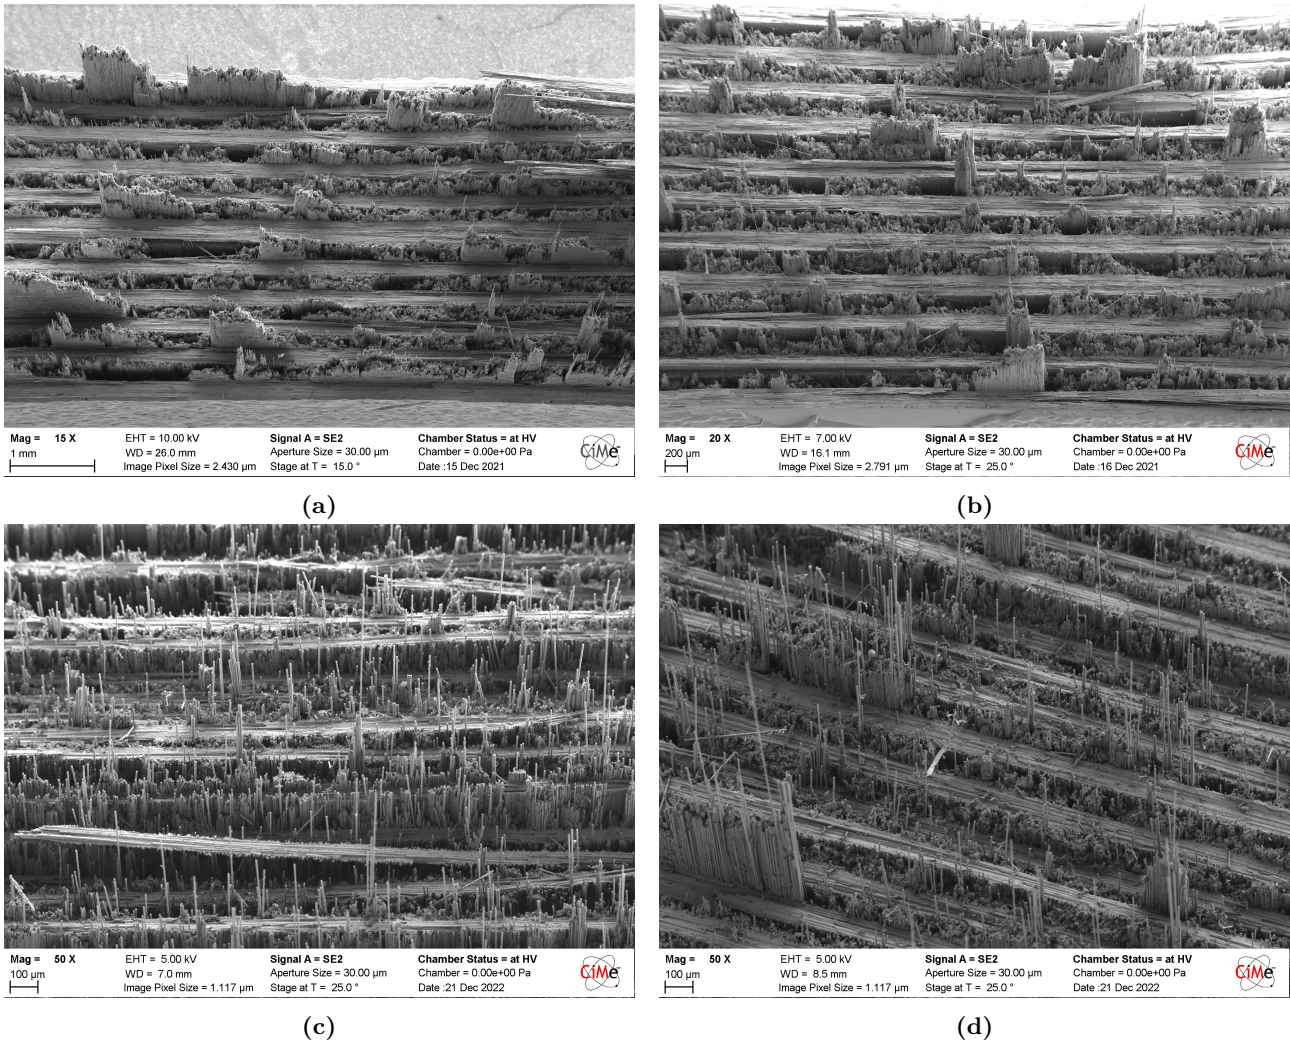 Mag = 15 X EHT = 10.00 kV Signal A = SE2 Chamber Status = at HV
1 mm WD = 26.0 mm Aperture Size = 30.00 µm Chamber = 0.00e+00 Pa CiMe
Image Pixel Size = 2.430 µm Stage at T = 15.0 ° Date :15 Dec 2021
Mag = 20 X EHT = 7.00 kV Signal A = SE2 Chamber Status = at HV
200 µm WD = 16.1 mm Aperture Size = 30.00 µm Chamber = 0.00e+00 Pa CiMe
Image Pixel Size = 2.791 µm Stage at T = 25.0 ° Date :16 Dec 2021
(a)
(b)
Mag = 50 X EHT = 5.00 kV Signal A = SE2 Chamber Status = at HV
100 µm WD = 7.0 mm Aperture Size = 30.00 µm Chamber = 0.00e+00 Pa CiMe
Image Pixel Size = 1.117 µm Stage at T = 25.0 ° Date :21 Dec 2022
Mag = 50 X EHT = 5.00 kV Signal A = SE2 Chamber Status = at HV
100 µm WD = 8.5 mm Aperture Size = 30.00 µm Chamber = 0.00e+00 Pa CiMe
Image Pixel Size = 1.117 µm Stage at T = 25.0 ° Date :21 Dec 2022
(c)
(d)